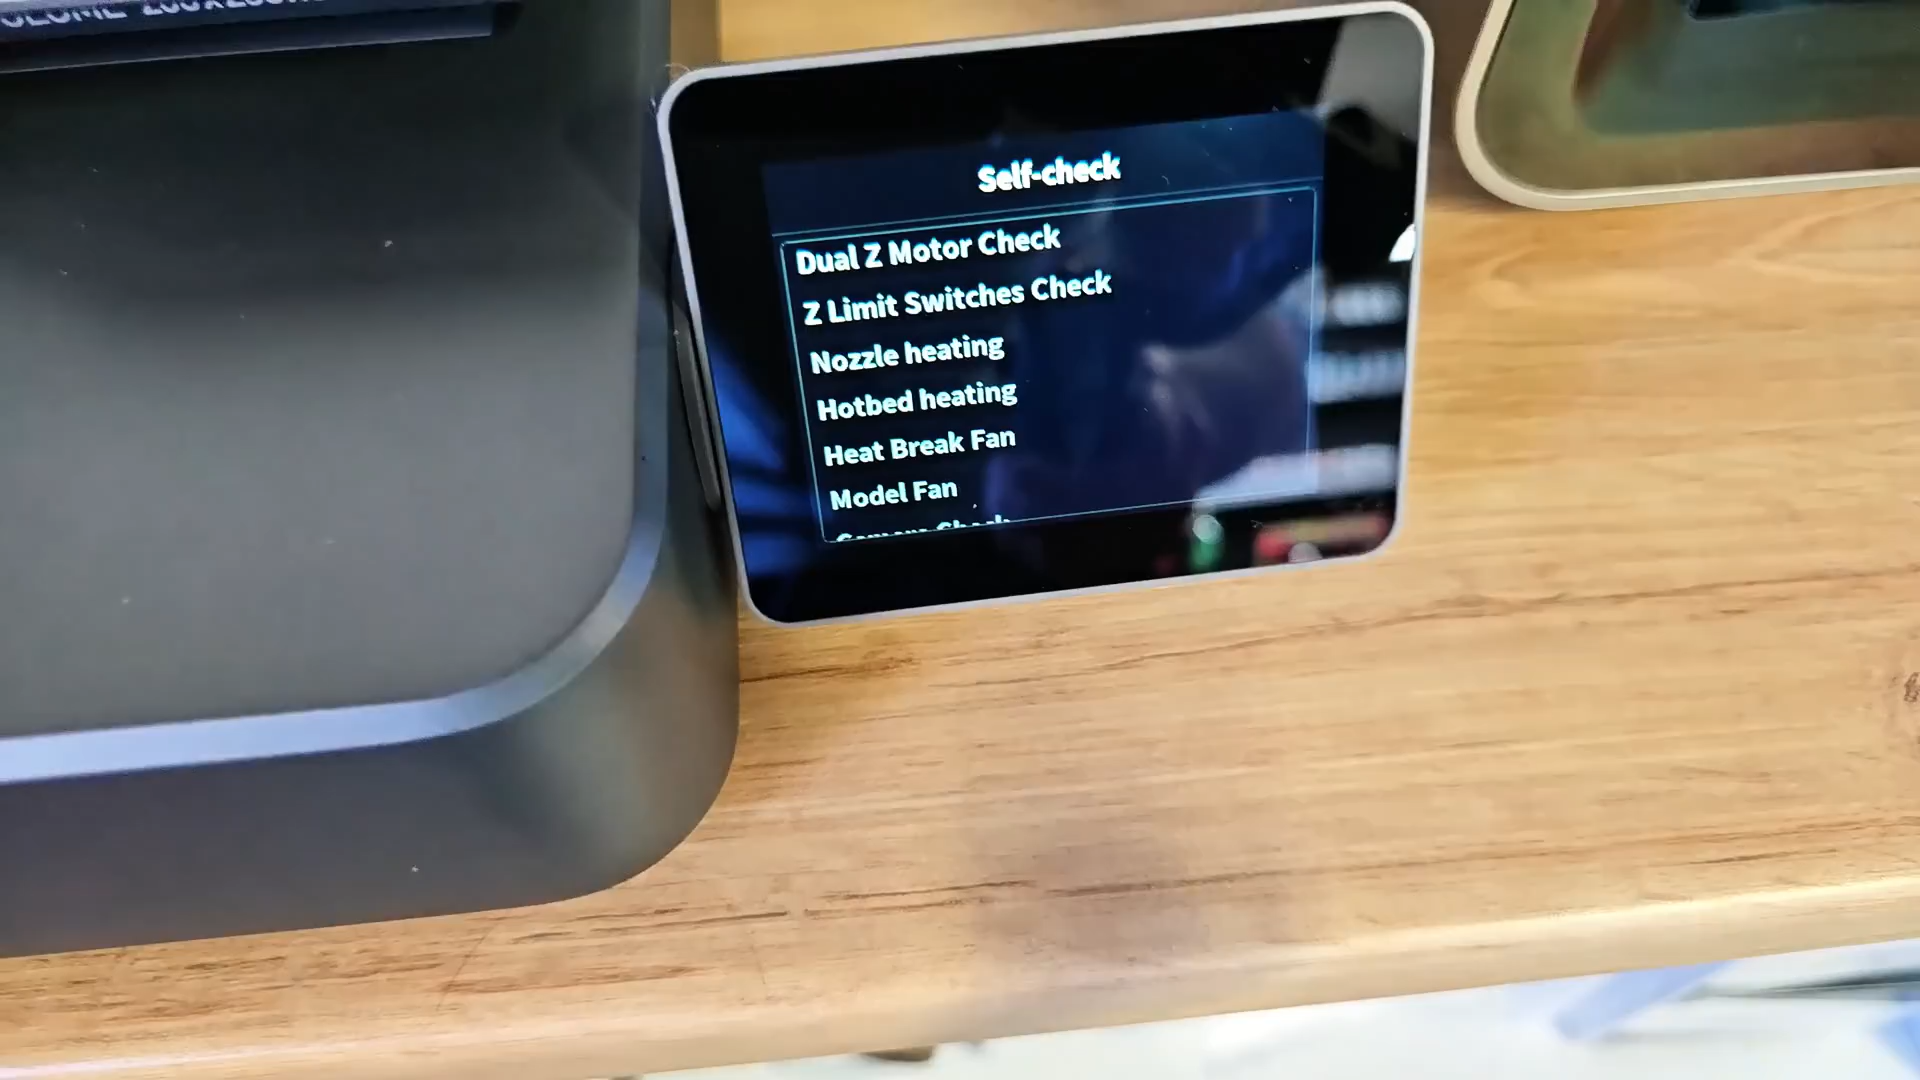 Self-check
Dual Z Motor Check
Z Limit Switches Check
Nozzle heating
Hotbed heating
Heat Break Fan
Model Fan